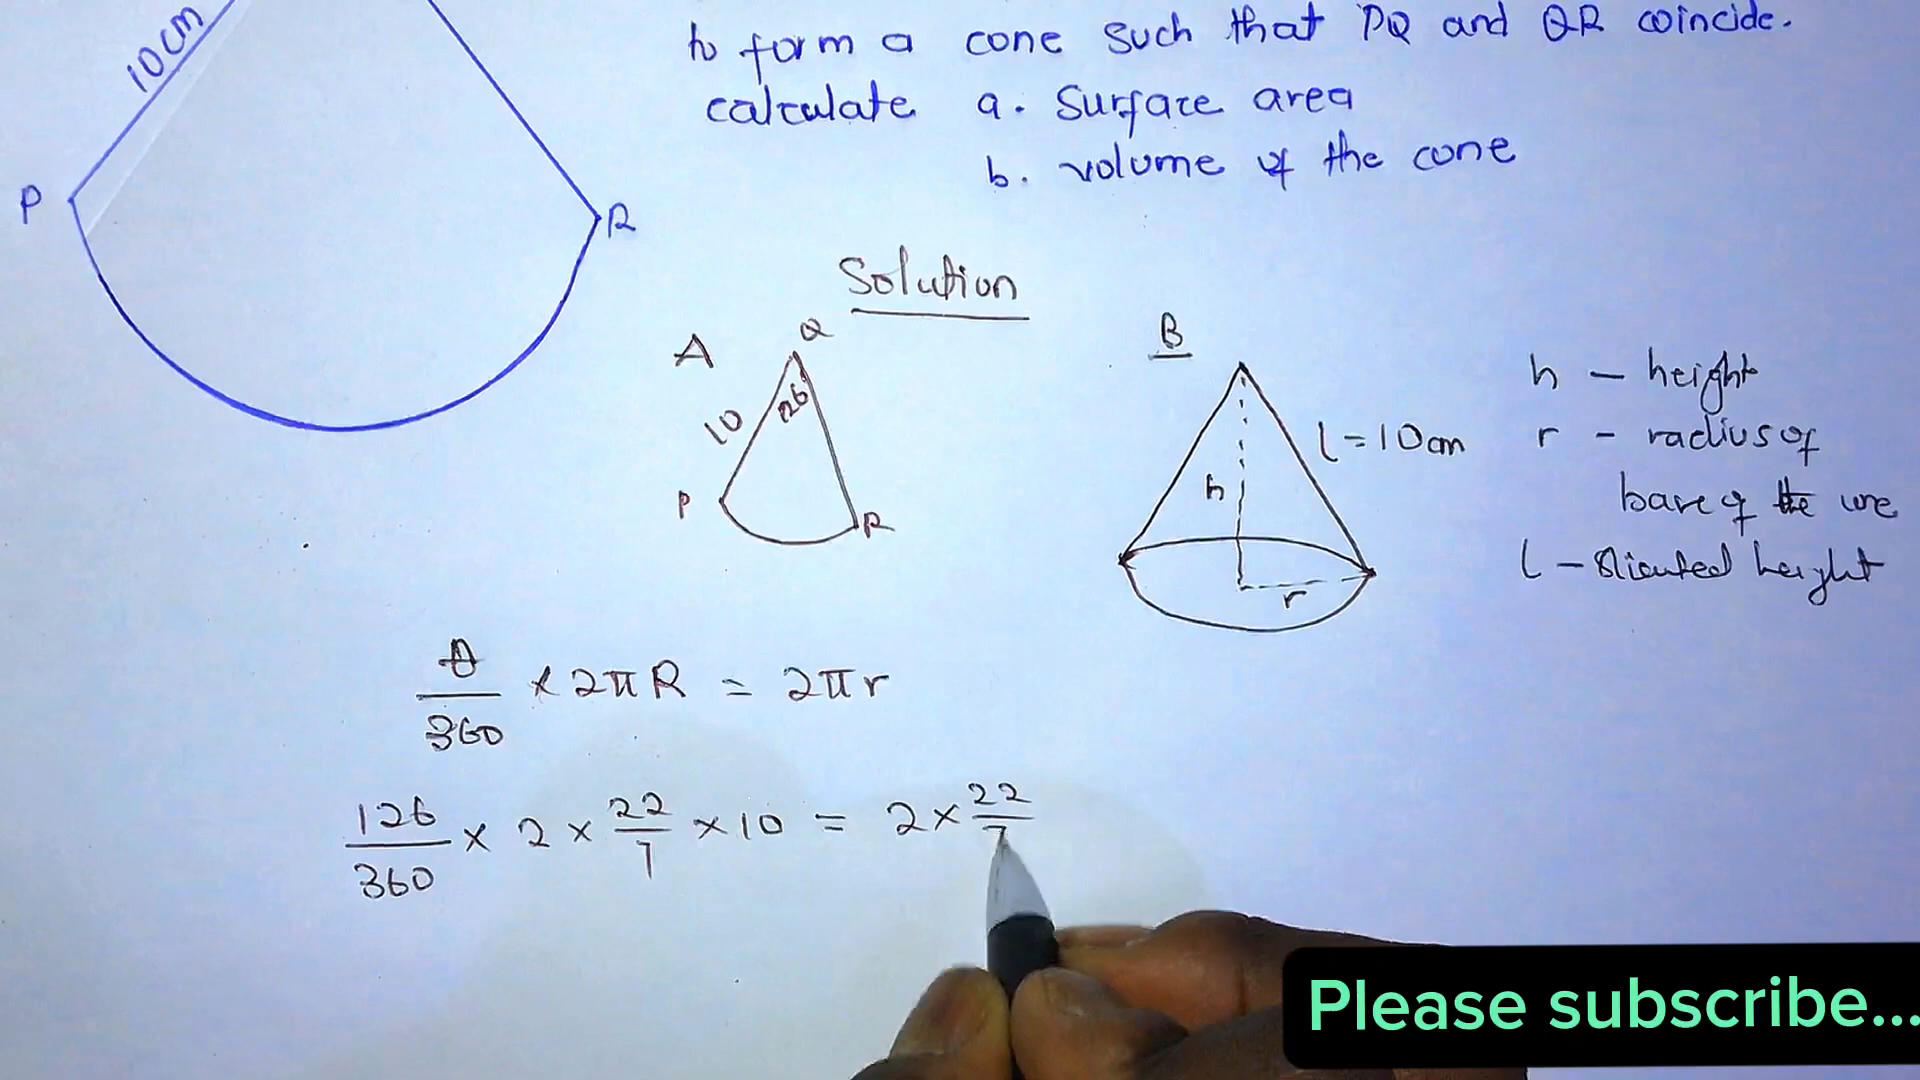 10cm
to form a cone such that PQ and QR coincide.
calculate a. Surface area
b. volume of the cone
P
R
Solution
A
Q
126
10
P
R
B
l = 10cm
h
r
h - height
r - radius of
base of the cone
l - slanted height
θ/360 × 2πR = 2πr
126/360 × 2 × 22/7 × 10 = 2 × 22/7
Please subscribe...